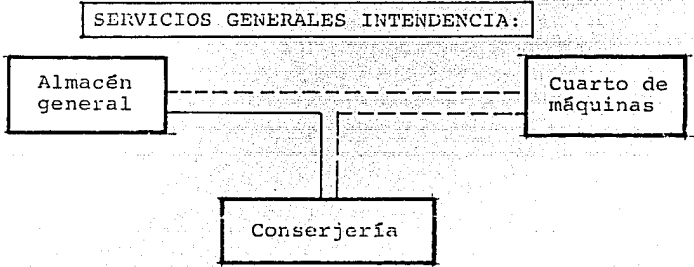 SERVICIOS GENERALES INTENDENCIA:
Almacén
general
Cuarto de
máquinas
Conserjería